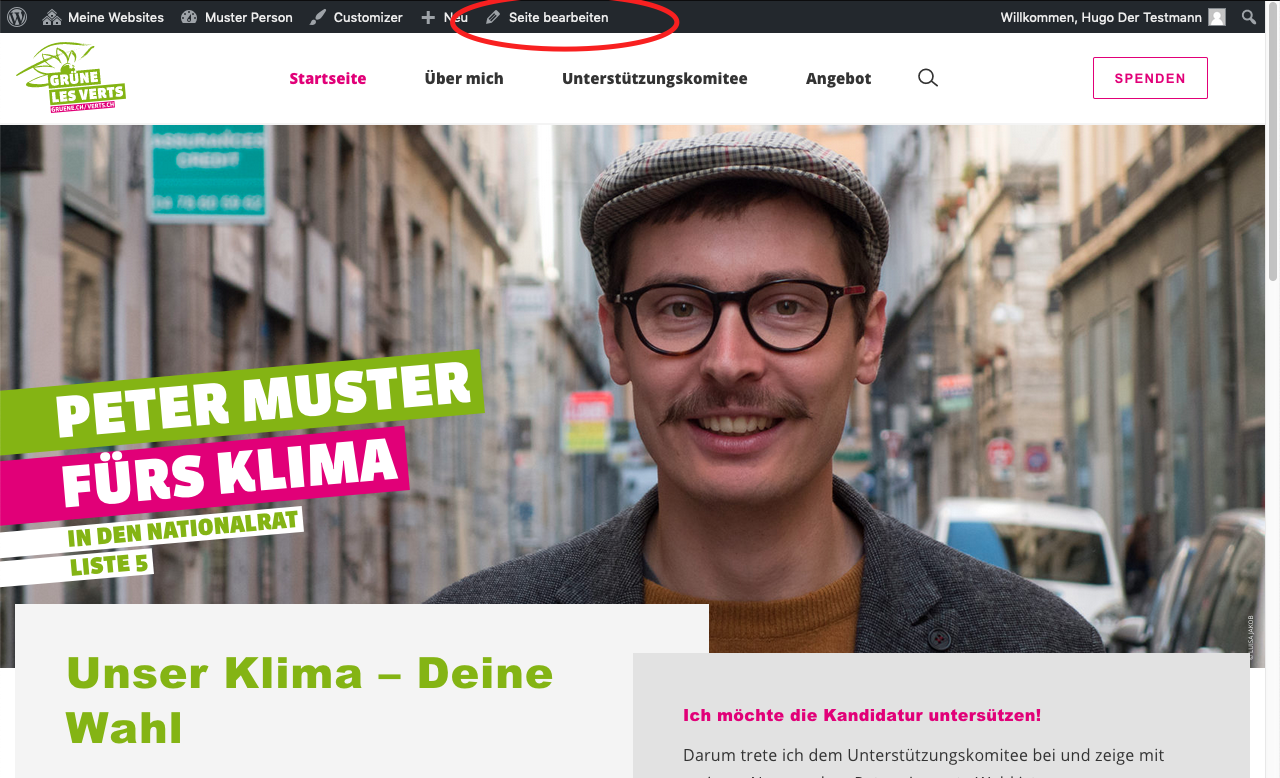 Meine Websites Muster Person Customizer Neu Seite bearbeiten Willkommen, Hugo Der Testmann
GRÜNE
LES VERTS
GRUENE.CH/VERTS.CH
Startseite Über mich Unterstützungskomitee Angebot SPENDEN
ASSURANCES
CREDIT
PETER MUSTER
FÜRS KLIMA
IN DEN NATIONALRAT
LISTE 5
© LUISA JAKOB
Unser Klima – Deine
Wahl
Ich möchte die Kandidatur untersützen!
Darum trete ich dem Unterstützungskomitee bei und zeige mit